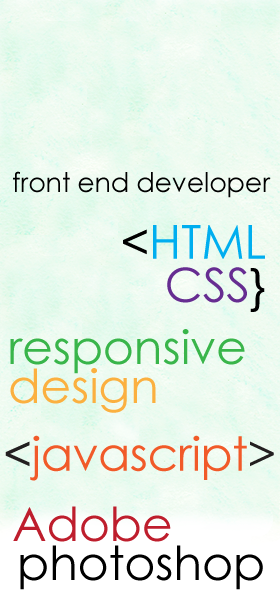 front end developer
<HTML
CSS}
responsive
design
<javascript>
Adobe
photoshop